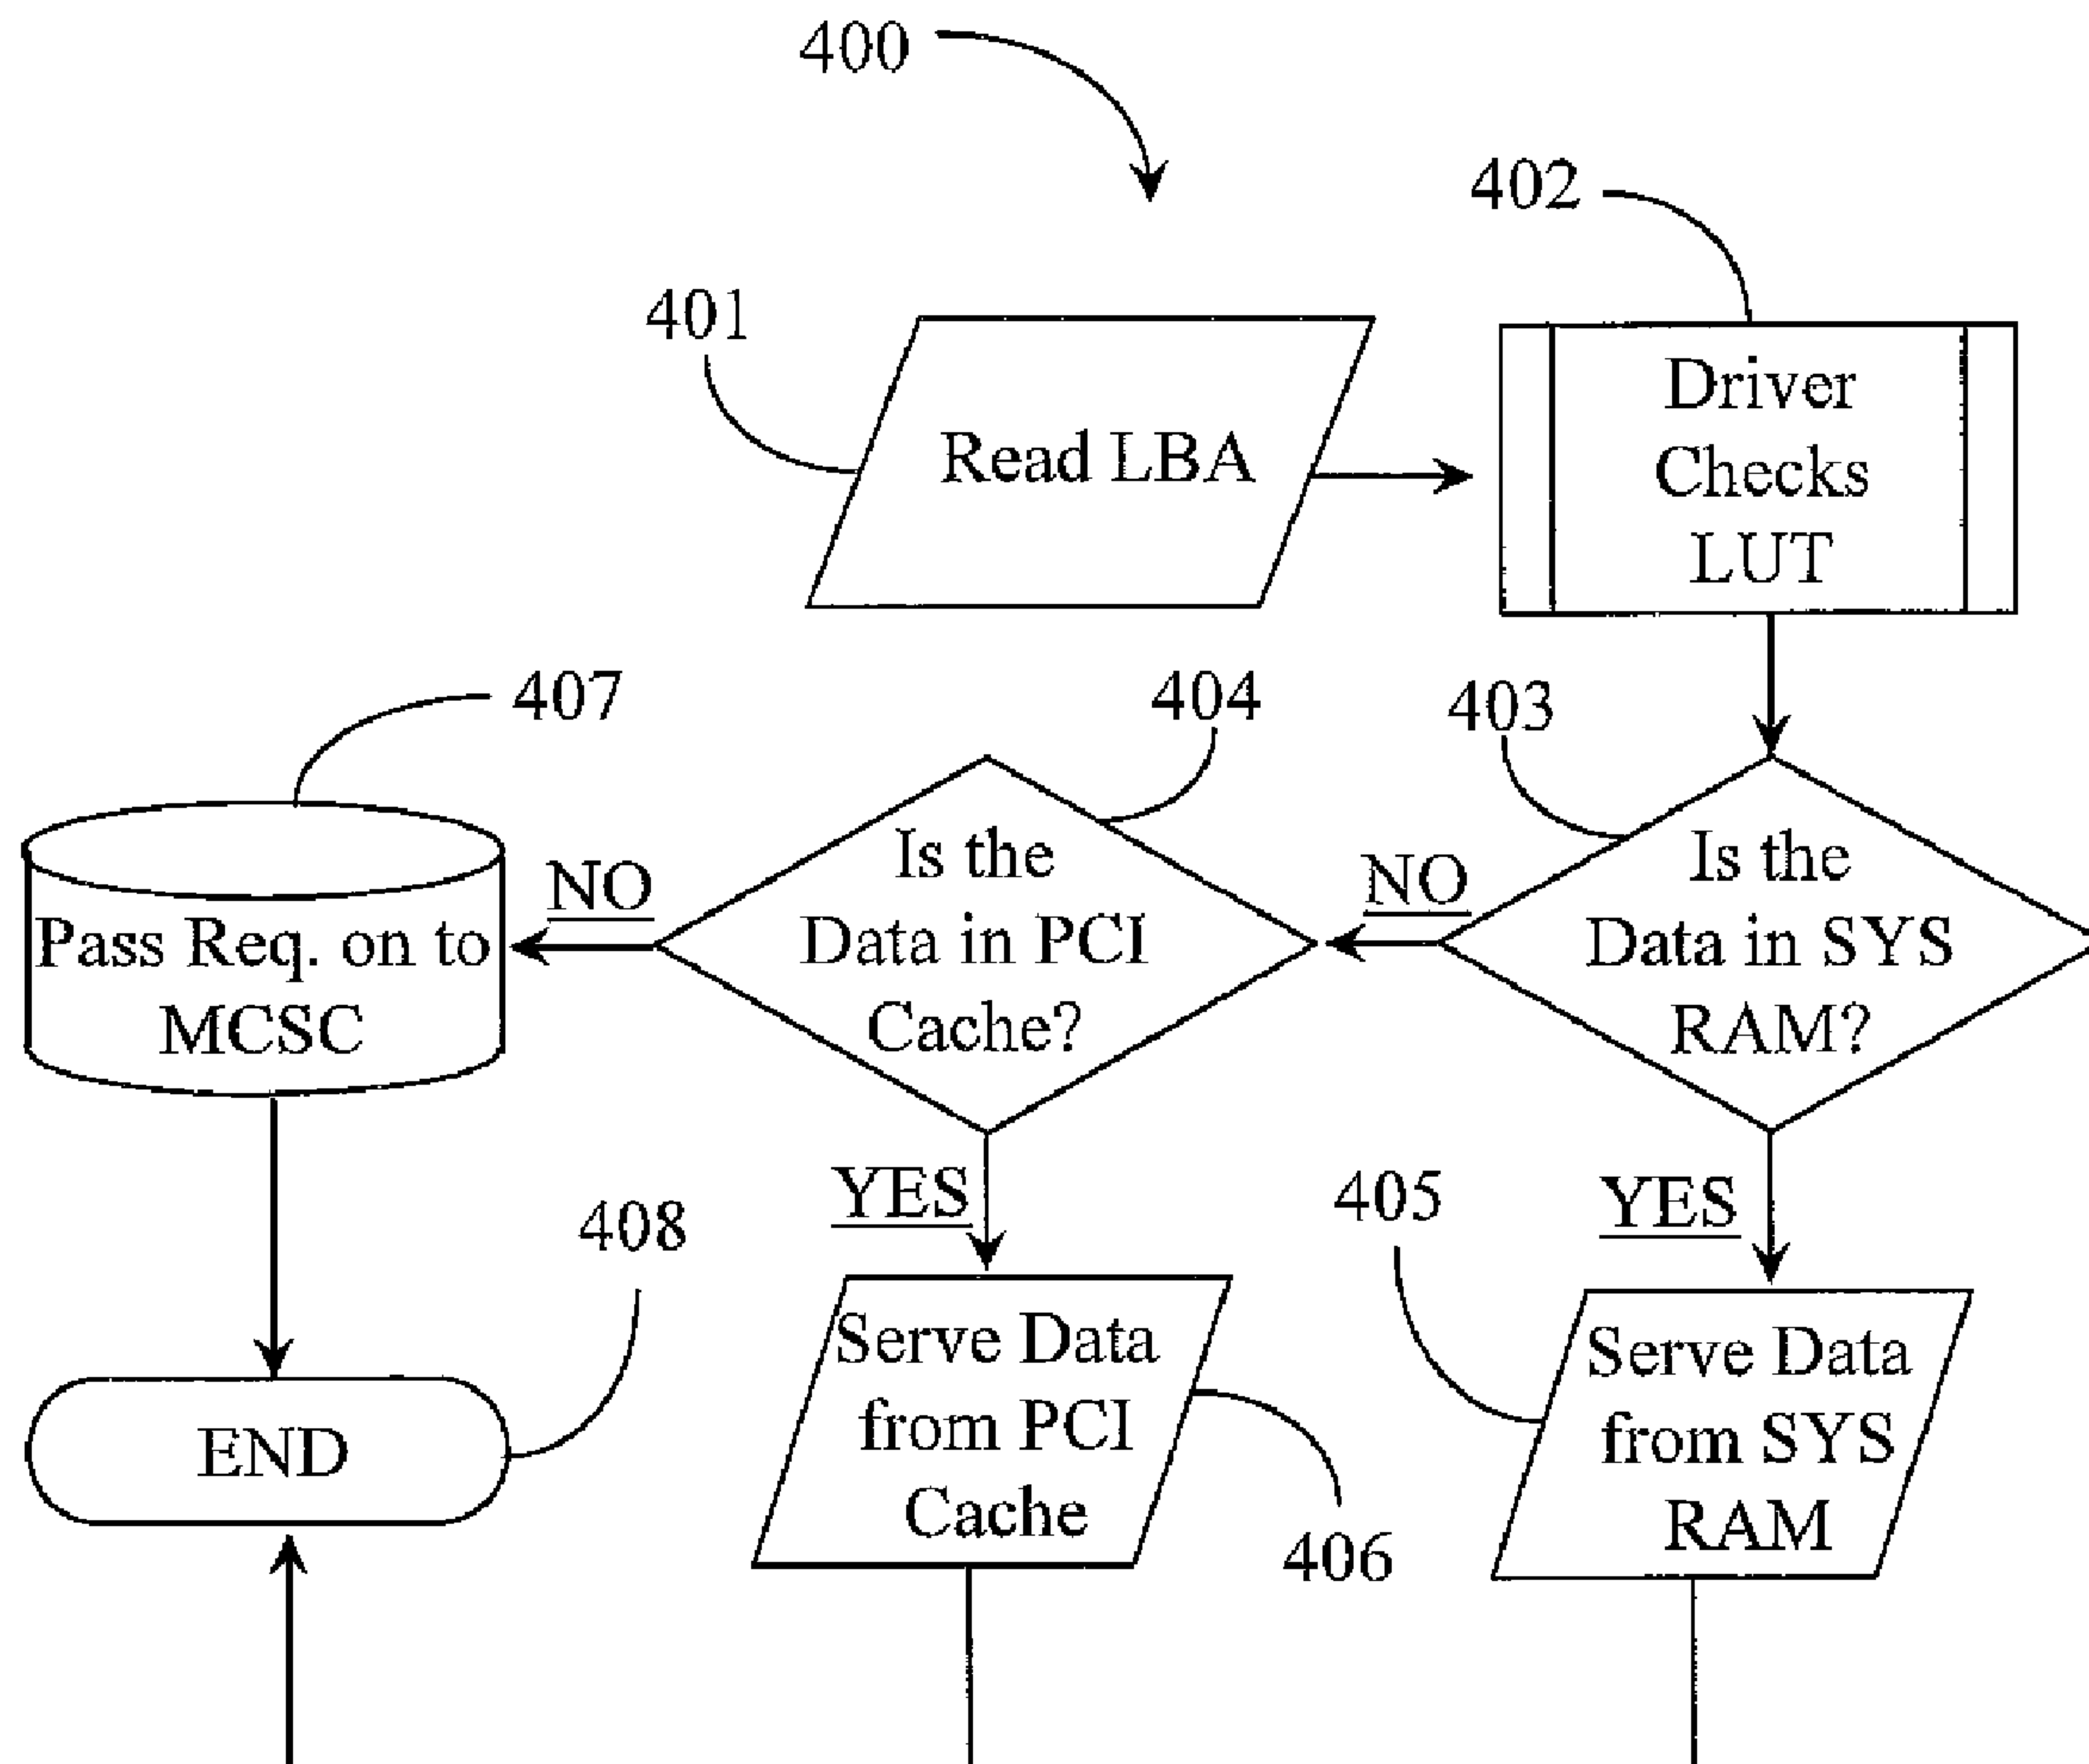 400
402
401
Read LBA
Driver
Checks
LUT
407
404
403
Pass Req. on to
MCSC
NO
Is the
Data in PCI
Cache?
NO
Is the
Data in SYS
RAM?
YES
YES
408
405
END
Serve Data
from PCI
Cache
406
Serve Data
from SYS
RAM